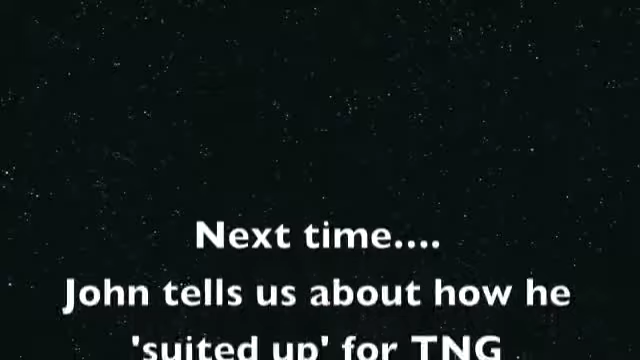 Next time....
John tells us about how he
'suited up' for TNG